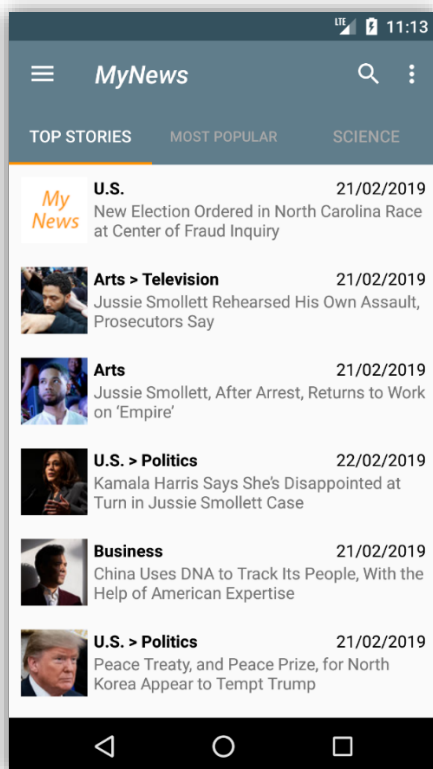 LTE 11:13
MyNews
TOP STORIES MOST POPULAR SCIENCE
My
News
U.S. 21/02/2019
New Election Ordered in North Carolina Race
at Center of Fraud Inquiry
Arts > Television 21/02/2019
Jussie Smollett Rehearsed His Own Assault,
Prosecutors Say
Arts 21/02/2019
Jussie Smollett, After Arrest, Returns to Work
on ‘Empire’
U.S. > Politics 22/02/2019
Kamala Harris Says She’s Disappointed at
Turn in Jussie Smollett Case
Business 21/02/2019
China Uses DNA to Track Its People, With the
Help of American Expertise
U.S. > Politics 21/02/2019
Peace Treaty, and Peace Prize, for North
Korea Appear to Tempt Trump